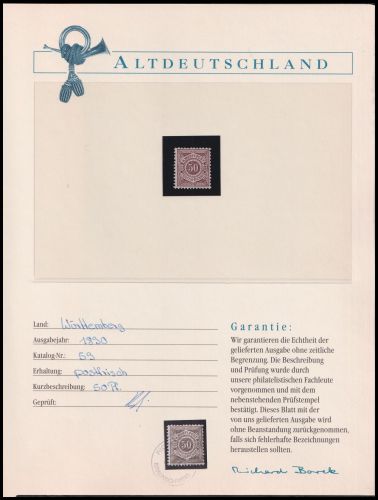 ALTDEUTSCHLAND
50
Land: Württemberg
Ausgabejahr: 1890
Katalog-Nr.: 59
Erhaltung: postfrisch
Kurzbeschreibung: 50 Pf.
Geprüft:
50
Garantie:
Wir garantieren die Echtheit der
gelieferten Ausgabe ohne zeitliche
Begrenzung. Die Beschreibung
und Prüfung wurde durch
unsere philatelistischen Fachleute
vorgenommen und mit dem
nebenstehenden Prüfstempel
bestätigt. Dieses Blatt mit der
von uns gelieferten Ausgabe wird
ohne Beanstandung zurückgenommen,
falls sich fehlerhafte Bezeichnungen
herausstellen sollten.
Richard Borek